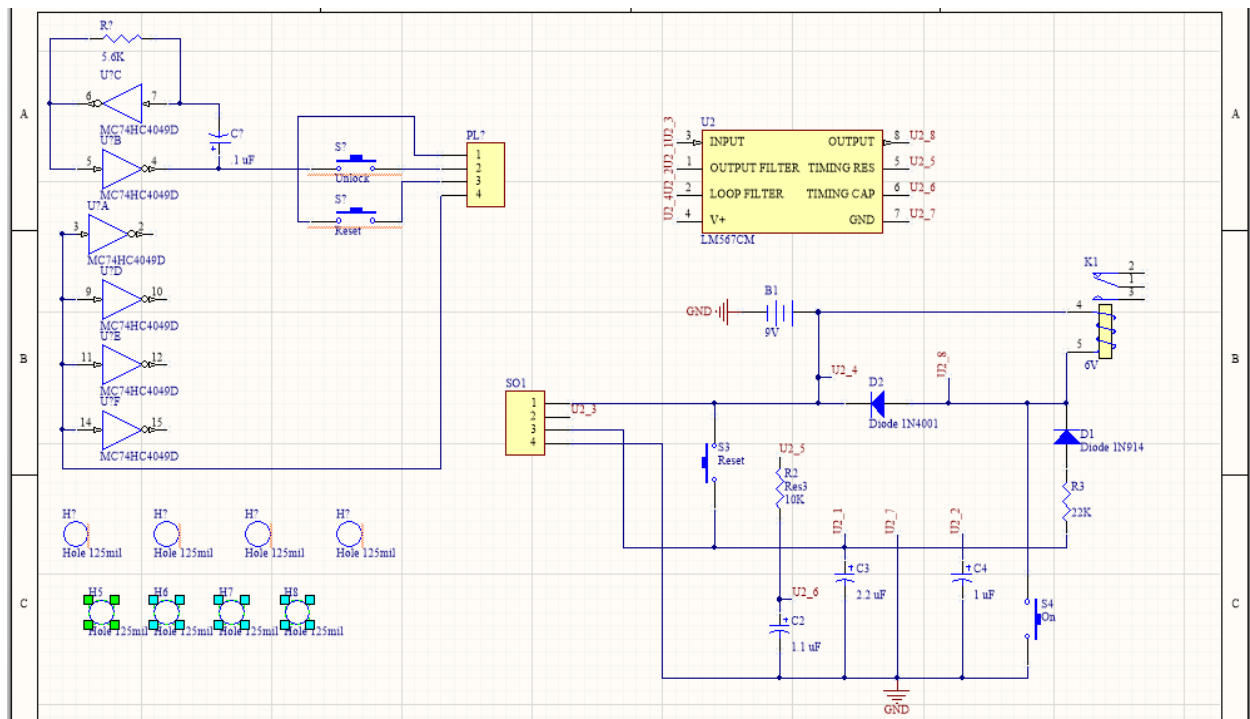 R?
5.6K
U?C
6
7
MC74HC4049D
C?
.1 uF
U?B
5
4
MC74HC4049D
U?A
3
2
MC74HC4049D
U?D
9
10
MC74HC4049D
U?E
11
12
MC74HC4049D
U?F
14
15
MC74HC4049D
S?
Unlock
S?
Reset
PL?
1
2
3
4
U2
U2_3
U2_1
U2_2
U2_4
3
1
2
4
INPUT
OUTPUT FILTER
LOOP FILTER
V+
OUTPUT
TIMING RES
TIMING CAP
GND
8
5
6
7
U2_8
U2_5
U2_6
U2_7
LM567CM
A
A
B
B
C
C
K1
2
1
3
4
5
6V
B1
GND
9V
U2_4
U2_8
D2
Diode 1N4001
SO1
1
2
3
4
U2_3
S3
Reset
U2_5
R2
Res3
10K
D1
Diode 1N914
R3
22K
U2_1
U2_7
U2_2
C3
2.2 uF
C4
1 uF
U2_6
C2
1.1 uF
S4
On
GND
H?
Hole 125mil
H?
Hole 125mil
H?
Hole 125mil
H?
Hole 125mil
H5
Hole 125mil
H6
Hole 125mil
H7
Hole 125mil
H8
Hole 125mil